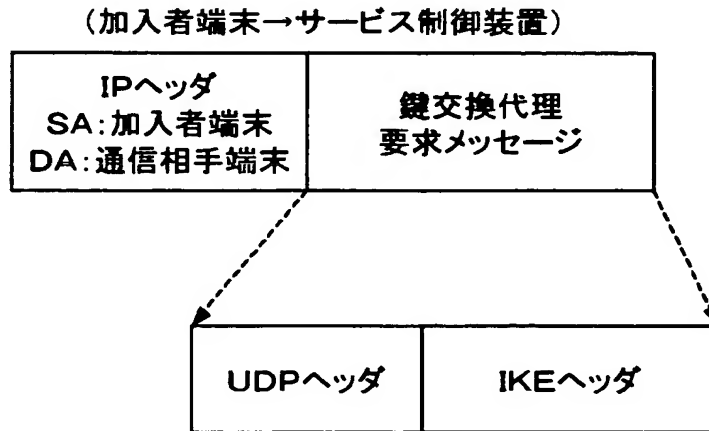 (加入者端末→サービス制御装置)
IPヘッダ
SA:加入者端末
DA:通信相手端末
鍵交換代理
要求メッセージ
UDPヘッダ
IKEヘッダ